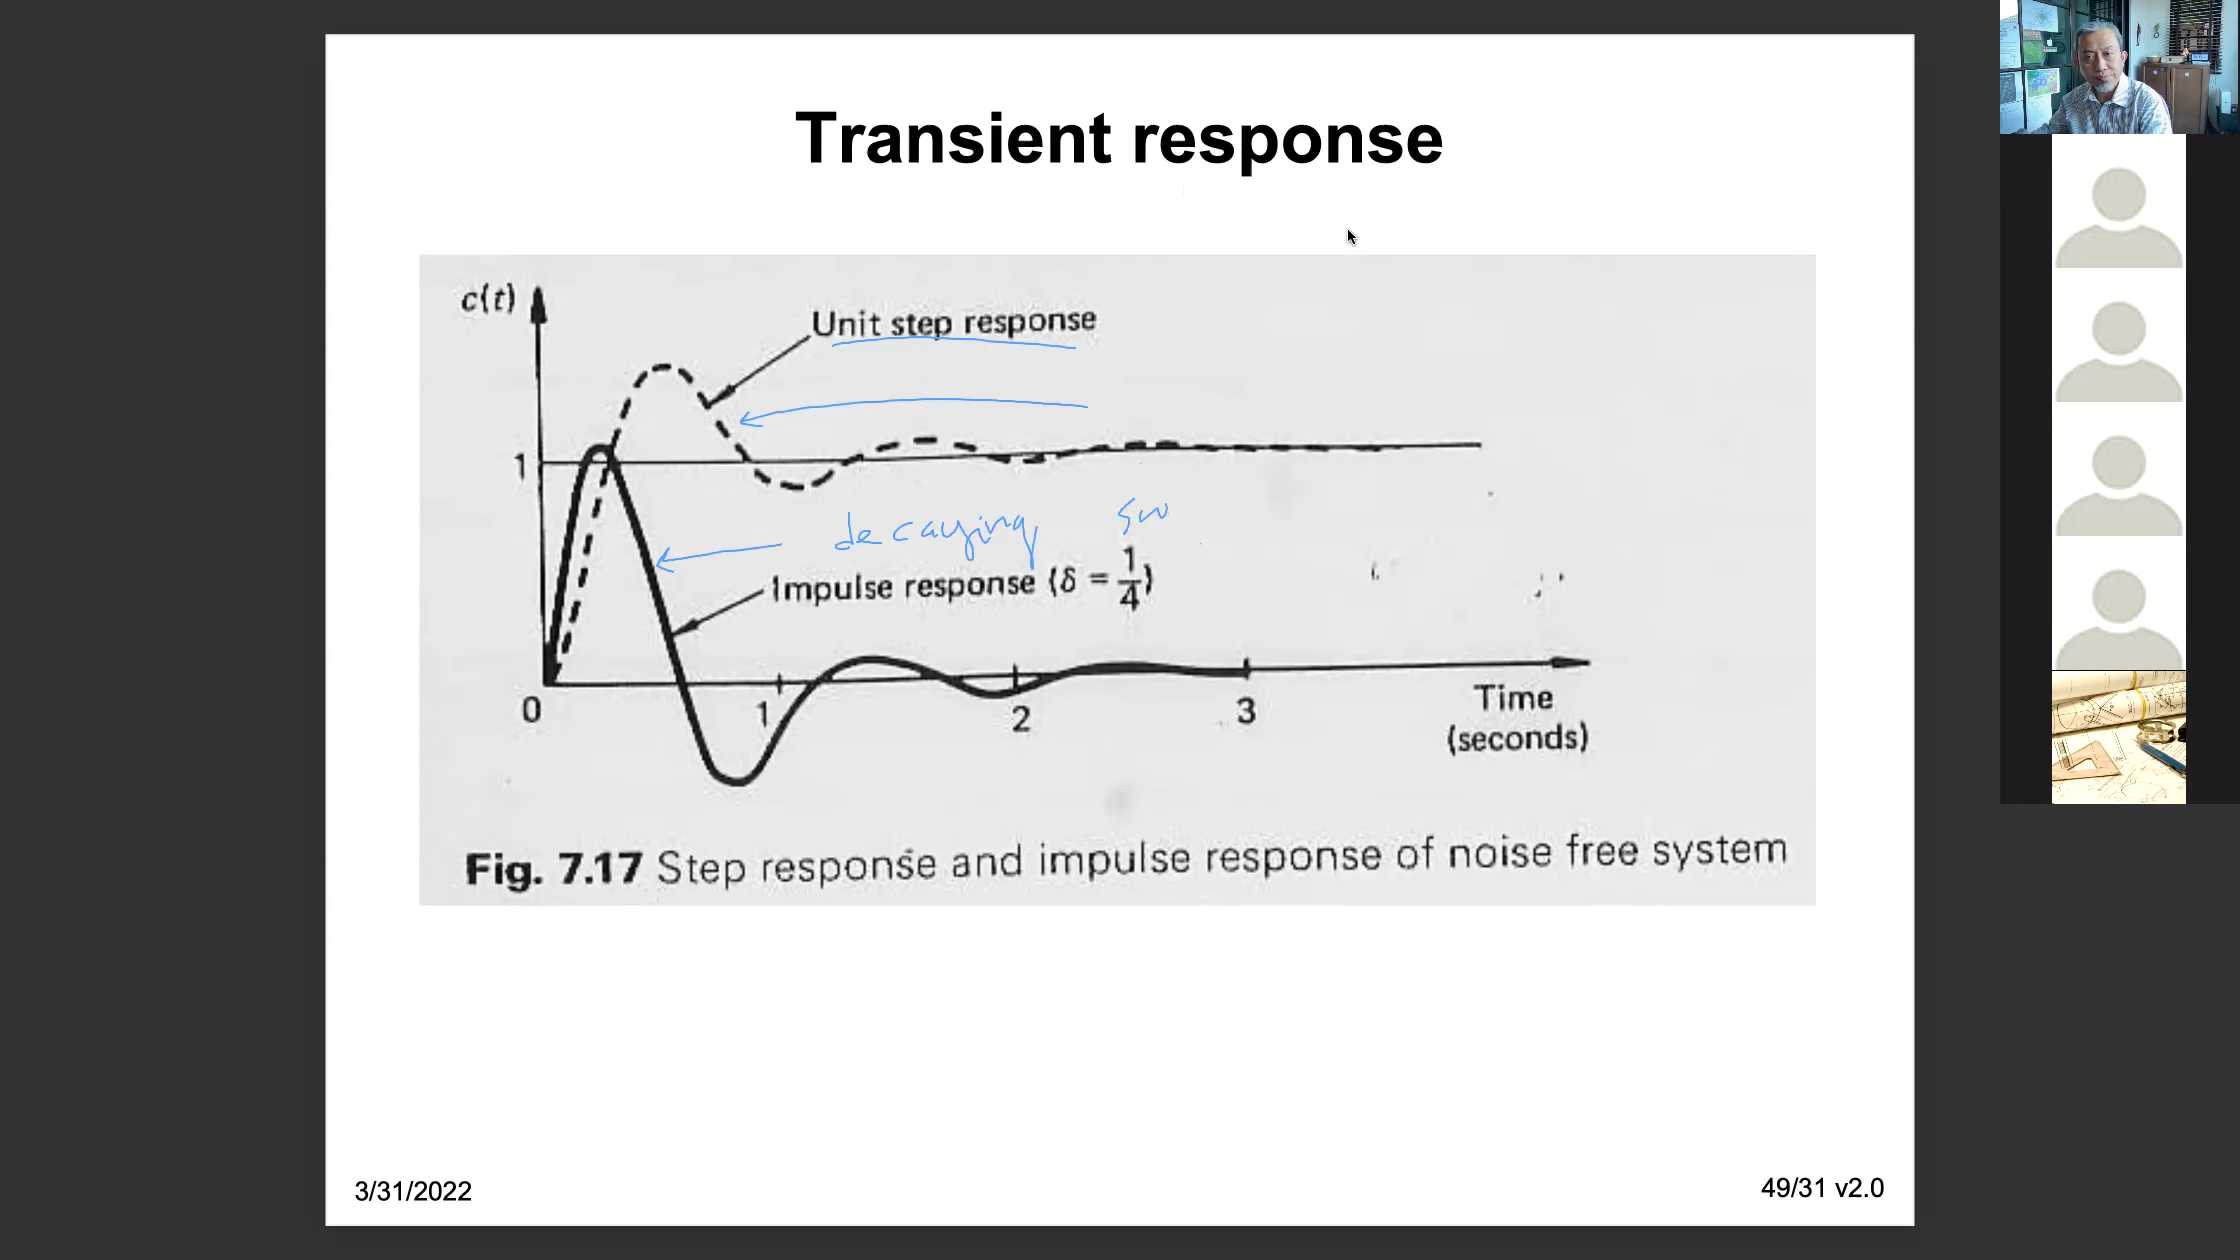 Transient response
c(t)
Unit step response
1
decaying
Impulse response (δ = 1/4)
0
1
2
3
Time
(seconds)
Fig. 7.17 Step response and impulse response of noise free system
3/31/2022
49/31 v2.0